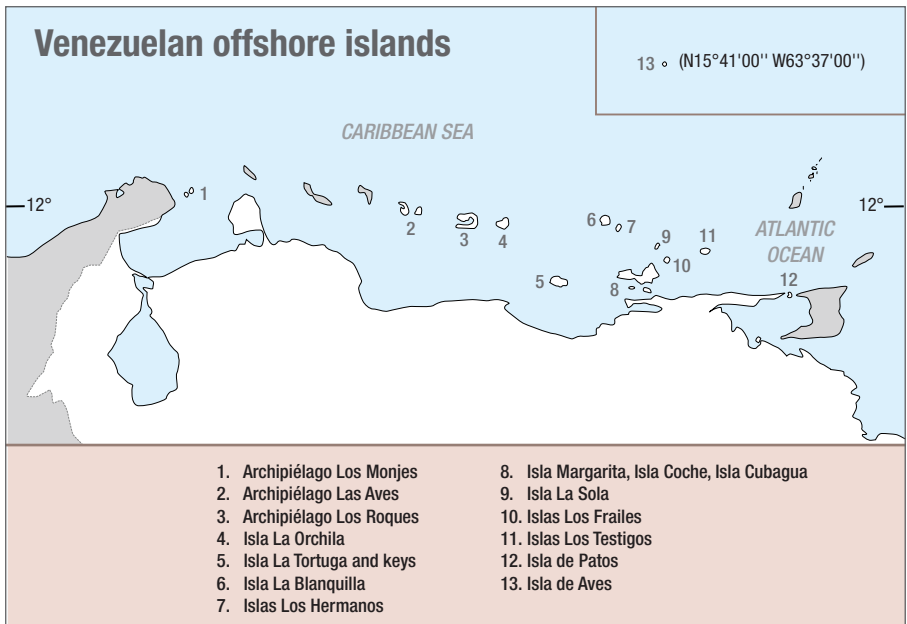 Venezuelan offshore islands
13 (N15°41'00'' W63°37'00'')
CARIBBEAN SEA
1
12°
12°
2
3
4
6
7
9
11
ATLANTIC
OCEAN
10
5
8
12
1. Archipiélago Los Monjes
2. Archipiélago Las Aves
3. Archipiélago Los Roques
4. Isla La Orchila
5. Isla La Tortuga and keys
6. Isla La Blanquilla
7. Islas Los Hermanos
8. Isla Margarita, Isla Coche, Isla Cubagua
9. Isla La Sola
10. Islas Los Frailes
11. Islas Los Testigos
12. Isla de Patos
13. Isla de Aves